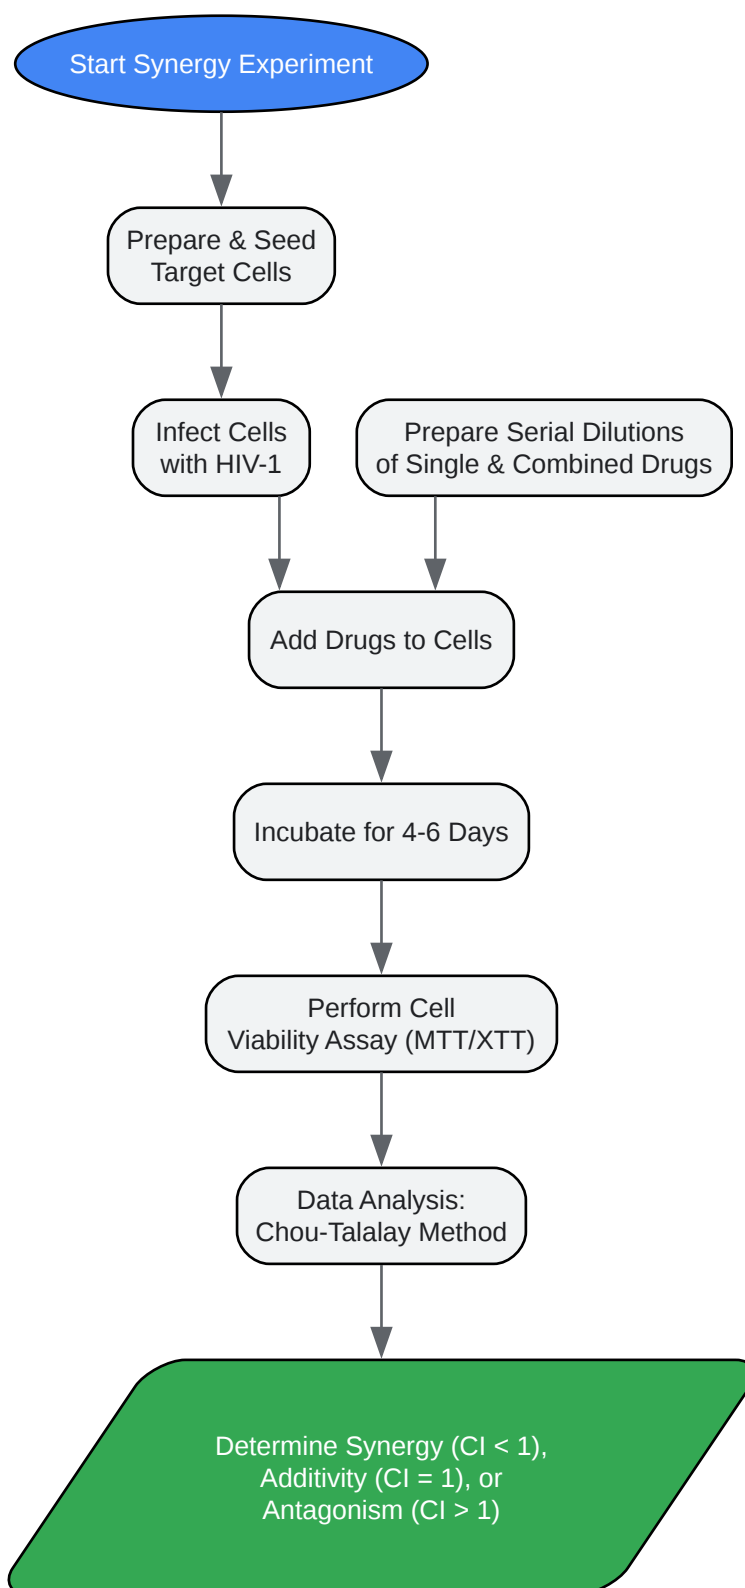 Start Synergy Experiment
Prepare & Seed
Target Cells
Infect Cells
with HIV-1
Prepare Serial Dilutions
of Single & Combined Drugs
Add Drugs to Cells
Incubate for 4-6 Days
Perform Cell
Viability Assay (MTT/XTT)
Data Analysis:
Chou-Talalay Method
Determine Synergy (CI < 1),
Additivity (CI = 1), or
Antagonism (CI > 1)